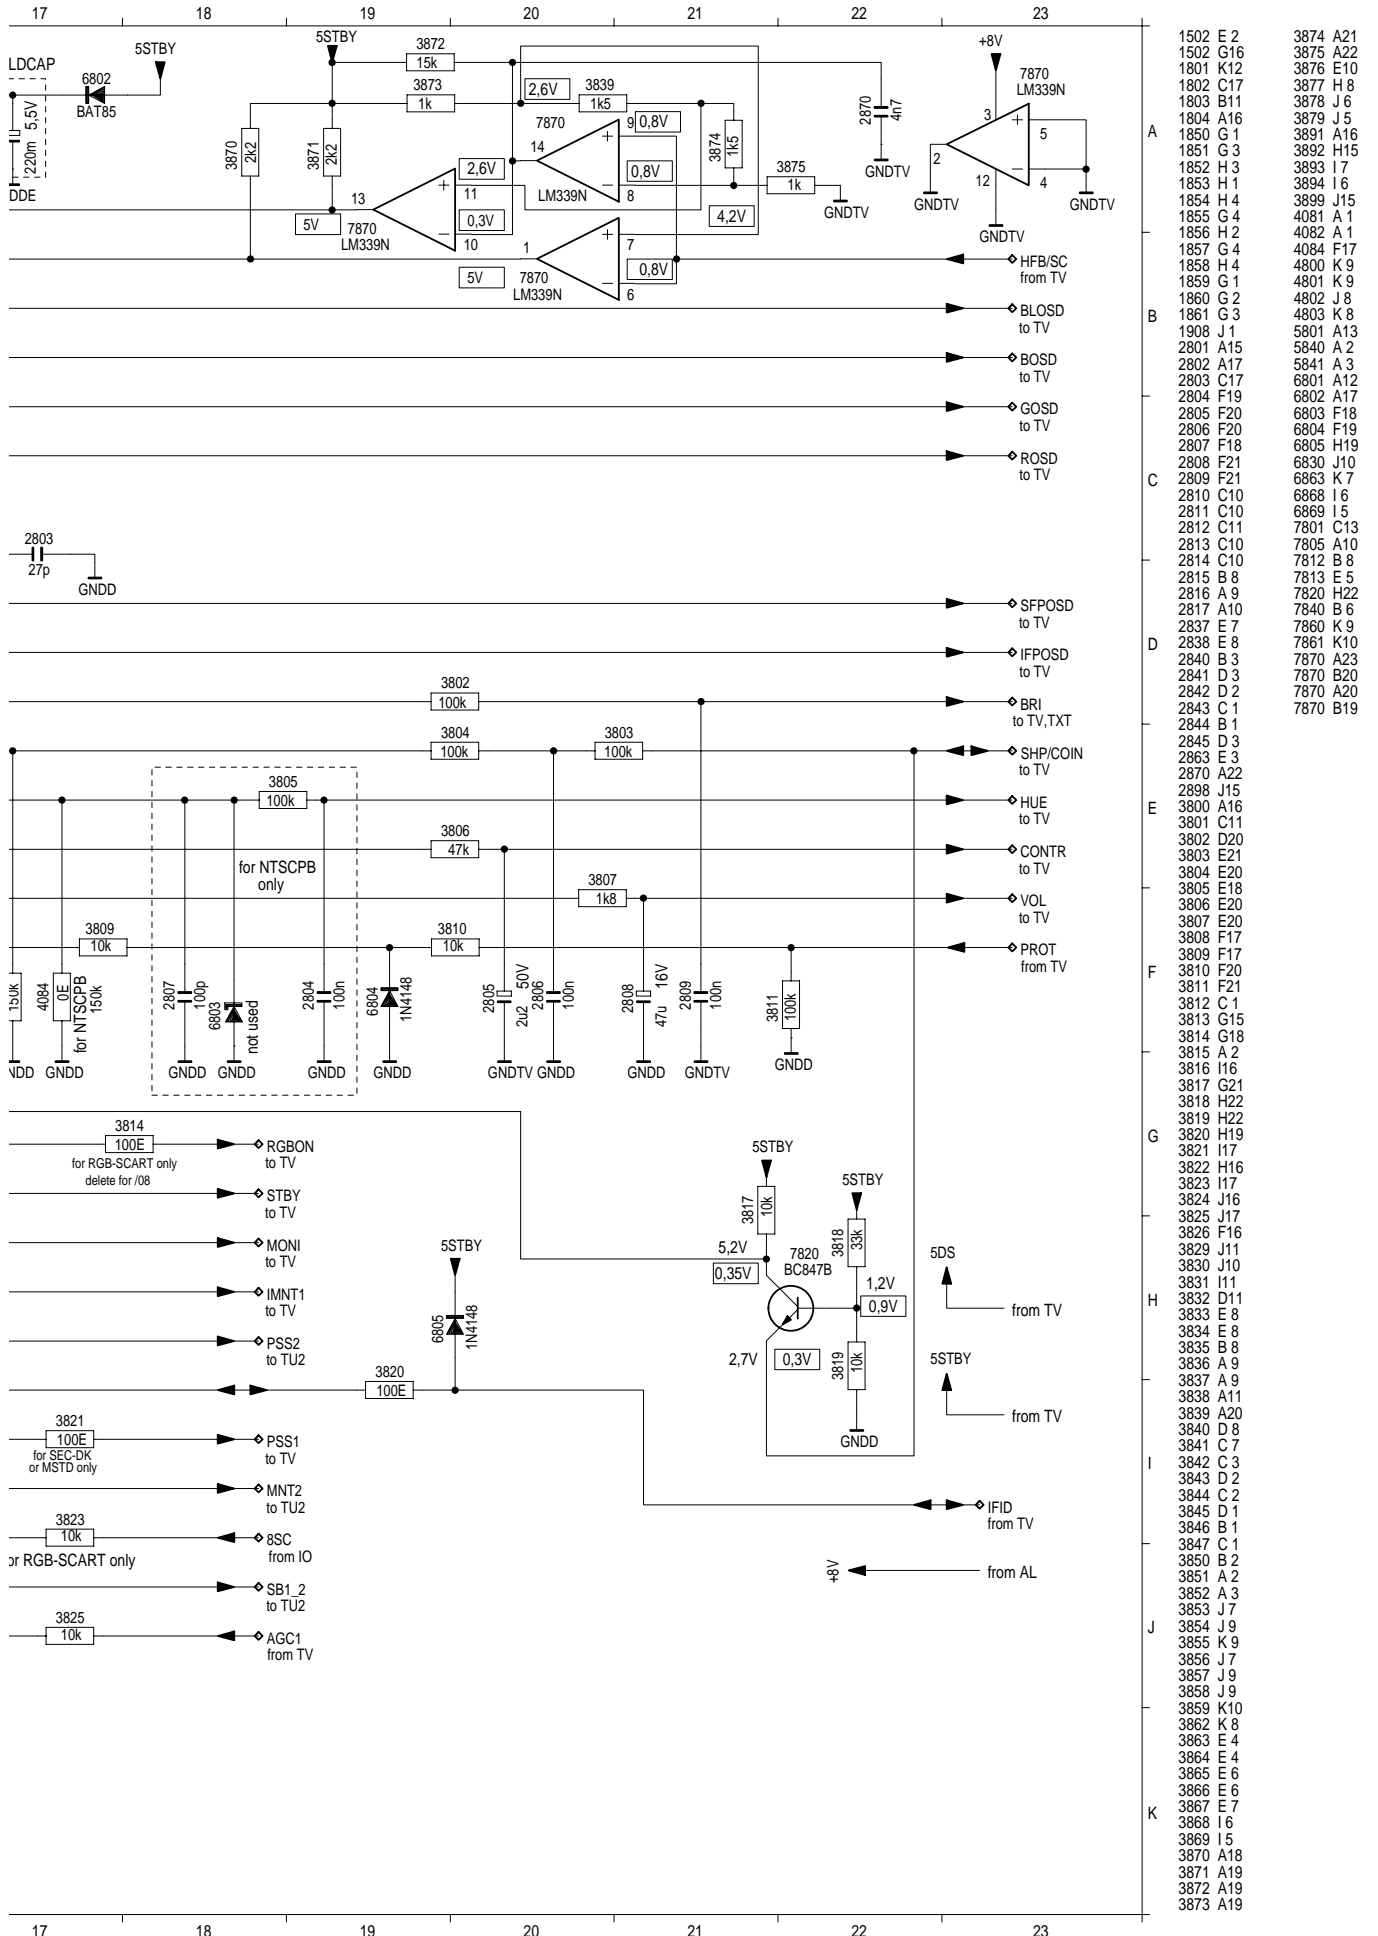 17 18 19 20 21 22 23
LDCAP
5STBY
6802
BAT85
5,5V
220m
DDE
5STBY
3872
15k
3873
1k
2,6V
3839
1k5
3870
2k2
3871
2k2
7870
14
9
0,8V
0,8V
8
LM339N
2,6V
11
13
0,3V
10
5V
7870
LM339N
3874
1k5
3875
1k
GNDTV
4,2V
2870
4n7
GNDTV
+8V
7870
LM339N
3
5
2
12
4
GNDTV
GNDTV
GNDTV
A
1
7
0,8V
6
5V
7870
LM339N
HFB/SC
from TV
BLOSD
to TV
B
BOSD
to TV
GOSD
to TV
ROSD
to TV
C
2803
27p
GNDD
SFPOSD
to TV
IFPOSD
to TV
D
3802
100k
BRI
to TV,TXT
3804
100k
3803
100k
SHP/COIN
to TV
3805
100k
HUE
to TV
E
3806
47k
CONTR
to TV
for NTSCPB
only
3807
1k8
VOL
to TV
3809
10k
3810
10k
PROT
from TV
F
150k
4084
0E
for NTSCPB
150k
2807
100p
6803
not used
2804
100n
6804
1N4148
2805
50V
2u2
2806
100n
2808
16V
47u
2809
100n
3811
100k
NDD GNDD GNDD GNDD GNDD GNDD GNDTV GNDD GNDD GNDTV GNDD
3814
100E
for RGB-SCART only
delete for /08
RGBON
to TV
G
STBY
to TV
MONI
to TV
IMNT1
to TV
PSS2
to TU2
5STBY
6805
1N4148
3820
100E
5STBY
3817
10k
5,2V
0,35V
7820
BC847B
5STBY
3818
33k
1,2V
0,9V
2,7V
0,3V
3819
10k
GNDD
5DS
from TV
H
5STBY
from TV
3821
100E
for SEC-DK
or MSTD only
PSS1
to TV
I
MNT2
to TU2
IFID
from TV
3823
10k
or RGB-SCART only
8SC
from IO
+8V
from AL
SB1_2
to TU2
3825
10k
AGC1
from TV
J
K
17 18 19 20 21 22 23
1502 E 2
1502 G16
1801 K12
1802 C17
1803 B11
1804 A16
1850 G 1
1851 G 3
1852 H 3
1853 H 1
1854 H 4
1855 G 4
1856 H 2
1857 G 4
1858 H 4
1859 G 1
1860 G 2
1861 G 3
1908 J 1
2801 A15
2802 A17
2803 C17
2804 F19
2805 F20
2806 F20
2807 F18
2808 F21
2809 F21
2810 C10
2811 C10
2812 C11
2813 C10
2814 C10
2815 B 8
2816 A 9
2817 A10
2837 E 7
2838 E 8
2840 B 3
2841 D 3
2842 D 2
2843 C 1
2844 B 1
2845 D 3
2863 E 3
2870 A22
2898 J15
3800 A16
3801 C11
3802 D20
3803 E21
3804 E20
3805 E18
3806 E20
3807 E20
3808 F17
3809 F17
3810 F20
3811 F21
3812 C 1
3813 G15
3814 G18
3815 A 2
3816 I16
3817 G21
3818 H22
3819 H22
3820 H19
3821 I17
3822 H16
3823 I17
3824 J16
3825 J17
3826 F16
3829 J11
3830 J10
3831 I11
3832 D11
3833 E 8
3834 E 8
3835 B 8
3836 A 9
3837 A 9
3838 A11
3839 A20
3840 D 8
3841 C 7
3842 C 3
3843 D 2
3844 C 2
3845 D 1
3846 B 1
3847 C 1
3850 B 2
3851 A 2
3852 A 3
3853 J 7
3854 J 9
3855 K 9
3856 J 7
3857 J 9
3858 J 9
3859 K10
3862 K 8
3863 E 4
3864 E 4
3865 E 6
3866 E 6
3867 E 7
3868 I 6
3869 I 5
3870 A18
3871 A19
3872 A19
3873 A19
3874 A21
3875 A22
3876 E10
3877 H 8
3878 J 6
3879 J 5
3891 A16
3892 H15
3893 I 7
3894 I 6
3899 J15
4081 A 1
4082 A 1
4084 F17
4800 K 9
4801 K 9
4802 J 8
4803 K 8
5801 A13
5840 A 2
5841 A 3
6801 A12
6802 A17
6803 F18
6804 F19
6805 H19
6830 J10
6863 K 7
6868 I 6
6869 I 5
7801 C13
7805 A10
7812 B 8
7813 E 5
7820 H22
7840 B 6
7860 K 9
7861 K10
7870 A23
7870 B20
7870 A20
7870 B19